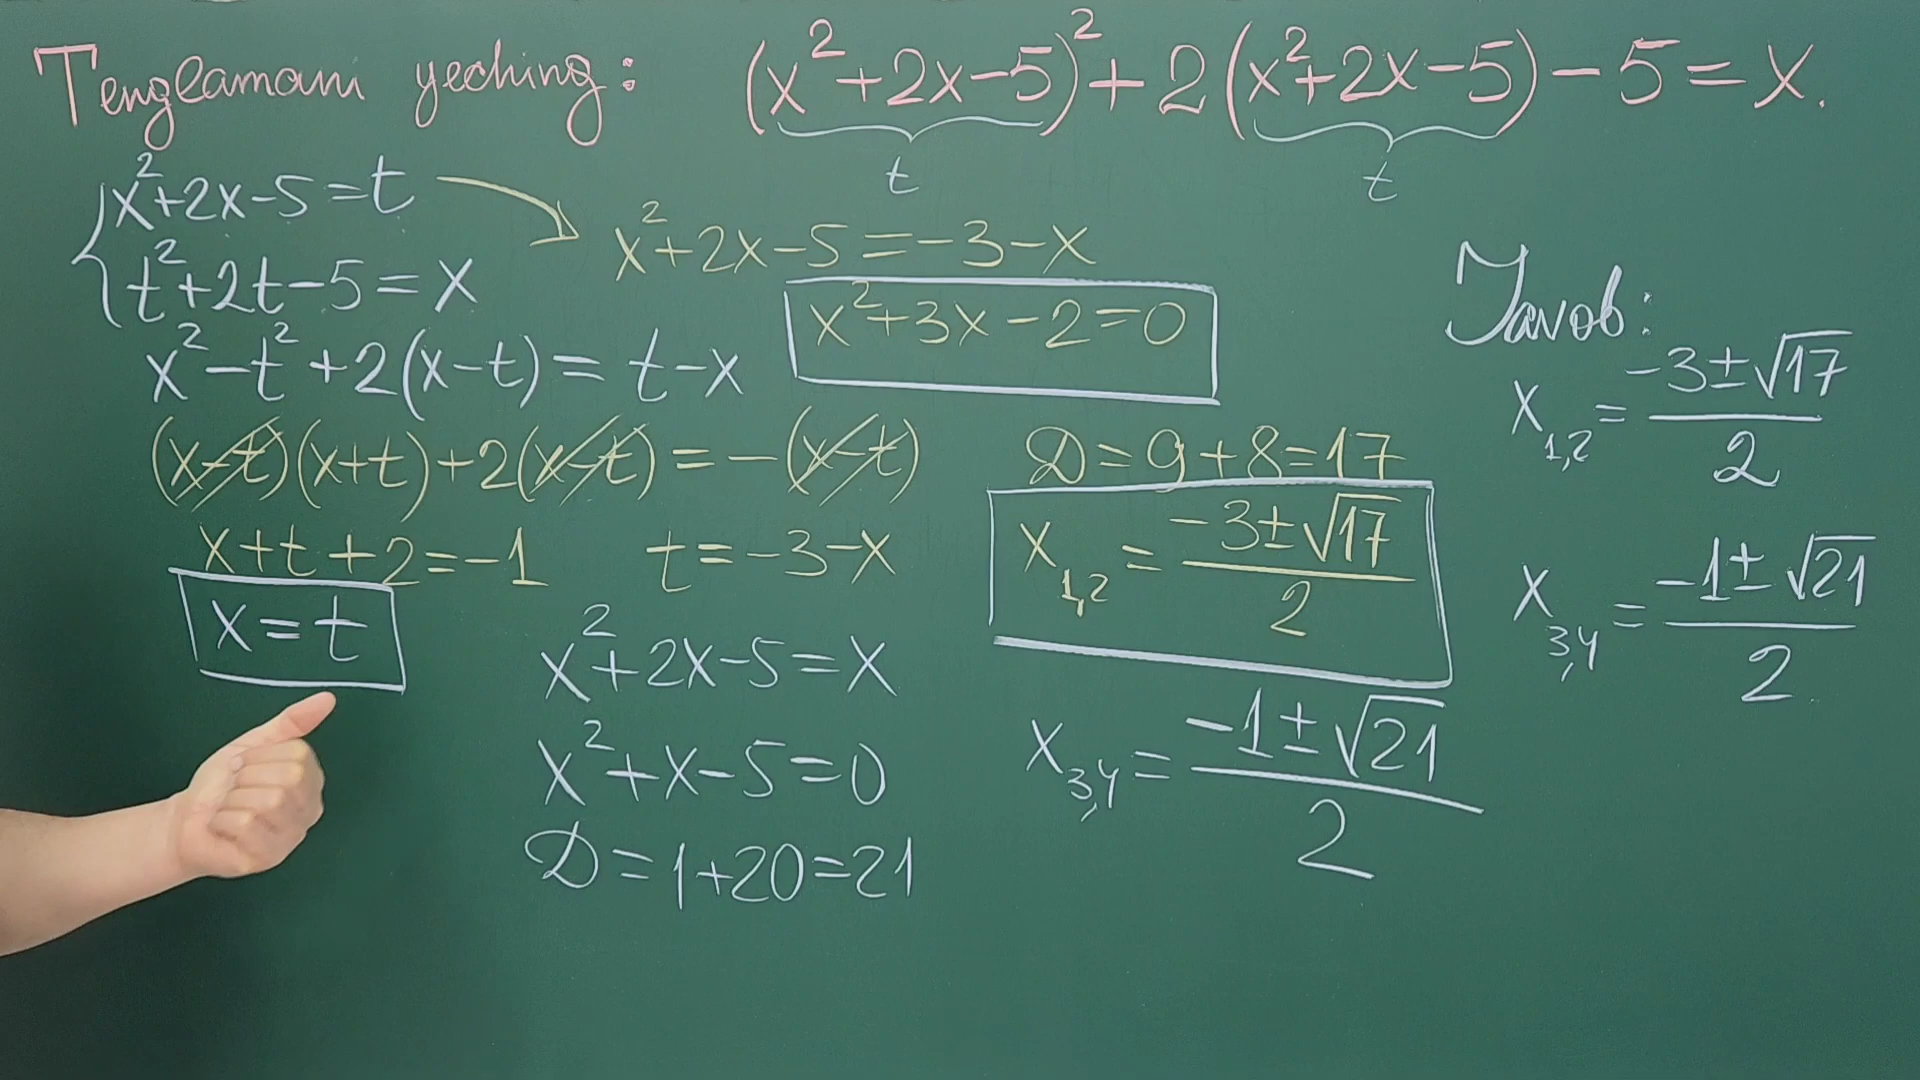 Tenglamani yeching: (x²+2x-5)²+2(x²+2x-5)-5=x.
t t
x²+2x-5=t
t²+2t-5=x
x²-t²+2(x-t)=t-x
(x-t)(x+t)+2(x-t)=-(x-t)
x+t+2=-1 t=-3-x
x=t
x²+2x-5=-3-x
x²+3x-2=0
D=9+8=17
x₁,₂=(-3±√17)/2
x²+2x-5=x
x²+x-5=0
D=1+20=21
x₃,₄=(-1±√21)/2
Javob:
x₁,₂=(-3±√17)/2
x₃,₄=(-1±√21)/2